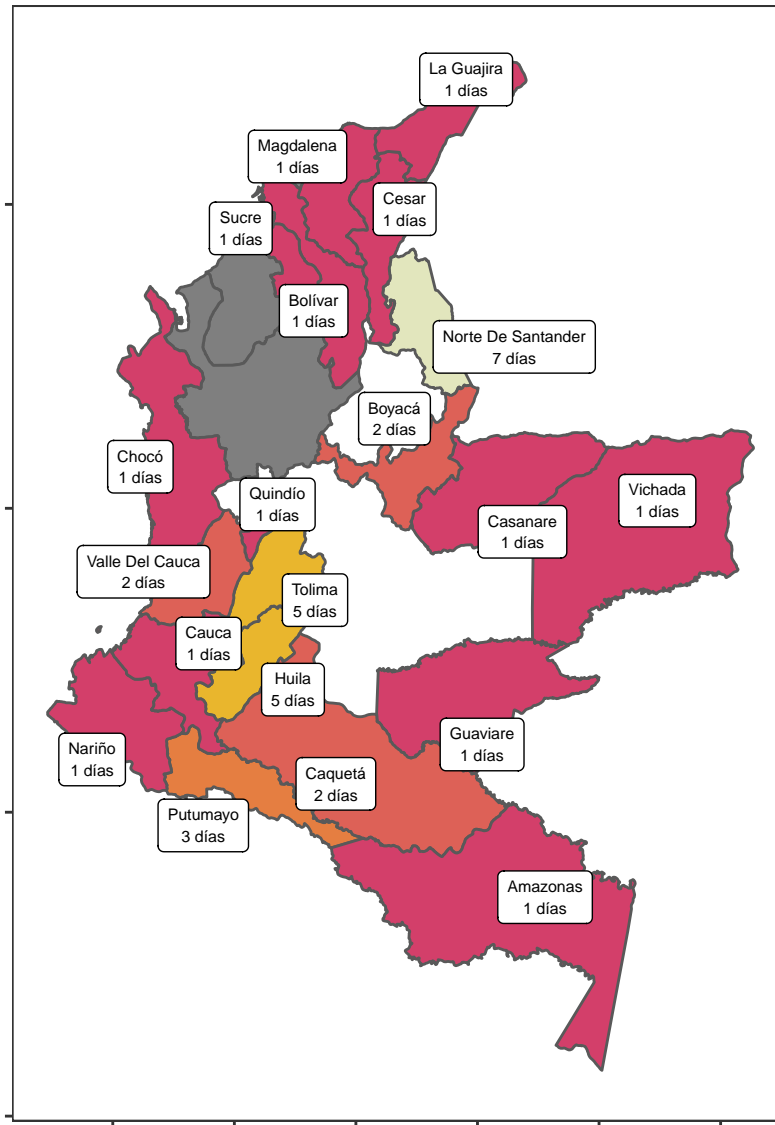 La Guajira
1 días
Magdalena
1 días
Cesar
1 días
Sucre
1 días
Bolívar
1 días
Norte De Santander
7 días
Boyacá
2 días
Chocó
1 días
Quindío
1 días
Casanare
1 días
Vichada
1 días
Valle Del Cauca
2 días
Tolima
5 días
Cauca
1 días
Huila
5 días
Nariño
1 días
Guaviare
1 días
Caquetá
2 días
Putumayo
3 días
Amazonas
1 días